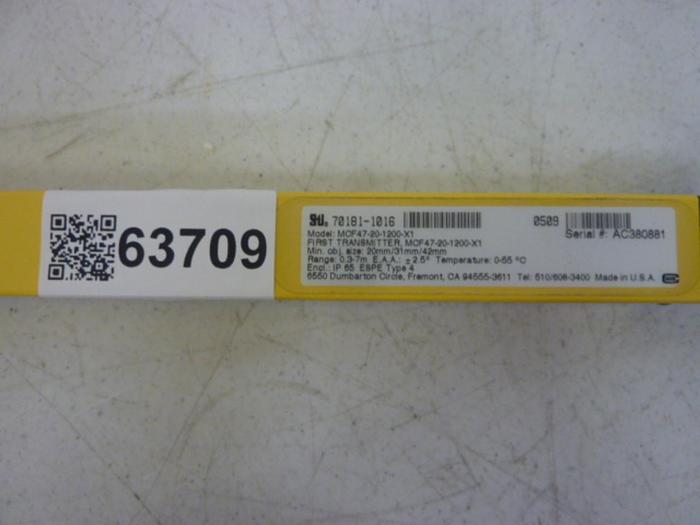 63709
STI. 70181-1016 0509
Model: MCF47-20-1200-X1 Serial #: AC380881
FIRST TRANSMITTER, MCF47-20-1200-X1
Min. obj. size: 20mm/31mm/42mm
Range: 0.3-7m E.A.A.: ±2.5° Temperature: 0-55 °C
Encl.: IP 65 ESPE Type 4
6550 Dumbarton Circle, Fremont, CA 94555-3611 Tel: 510/608-3400 Made in U.S.A.